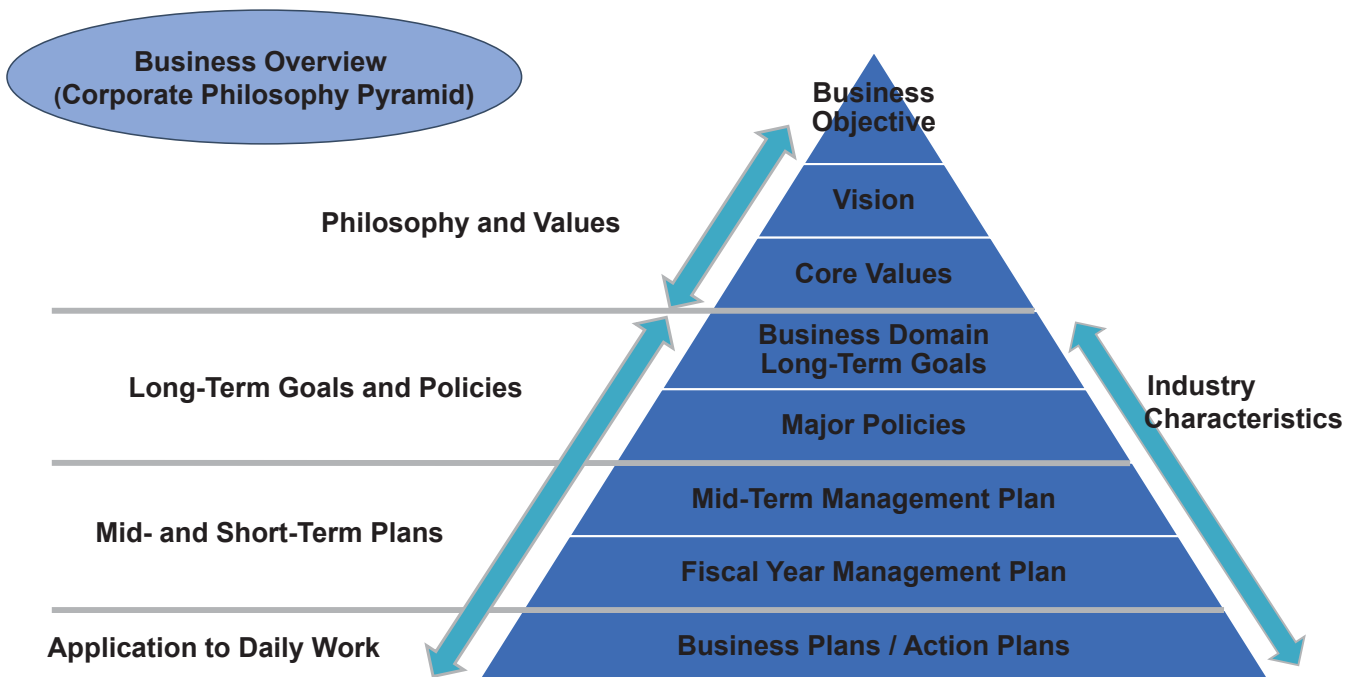 Business Overview
(Corporate Philosophy Pyramid)
Business
Objective
Vision
Philosophy and Values
Core Values
Business Domain
Long-Term Goals
Long-Term Goals and Policies
Industry
Characteristics
Major Policies
Mid-Term Management Plan
Mid- and Short-Term Plans
Fiscal Year Management Plan
Application to Daily Work
Business Plans / Action Plans